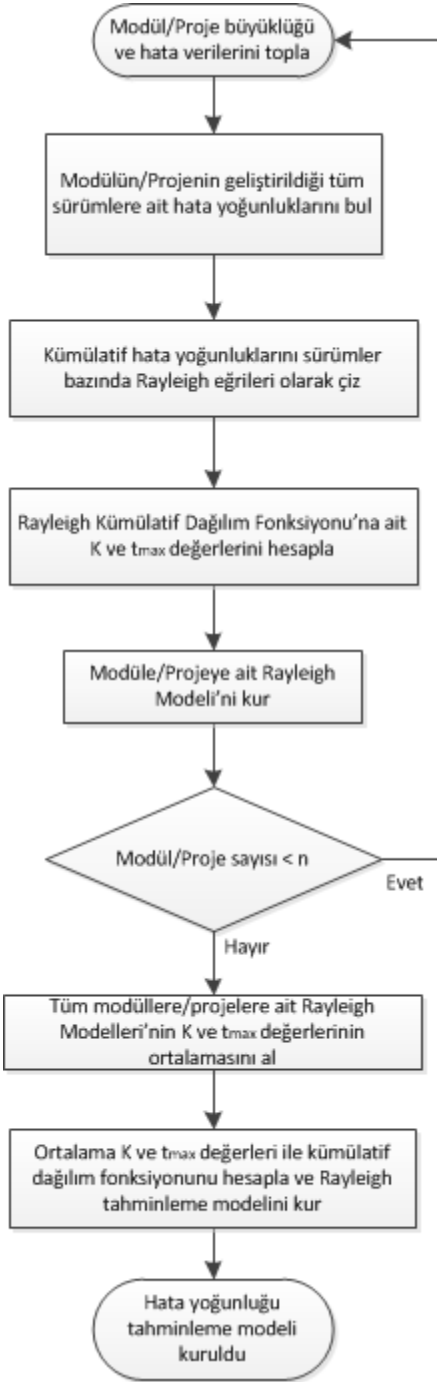 Modül/Proje büyüklüğü
ve hata verilerini topla
Modülün/Projenin geliştirildiği tüm
sürümlere ait hata yoğunluklarını bul
Kümülatif hata yoğunluklarını sürümler
bazında Rayleigh eğrileri olarak çiz
Rayleigh Kümülatif Dağılım Fonksiyonu'na ait
K ve tmax değerlerini hesapla
Modüle/Projeye ait Rayleigh
Modeli'ni kur
Modül/Proje sayısı < n
Evet
Hayır
Tüm modüllere/projelere ait Rayleigh
Modelleri'nin K ve tmax değerlerinin
ortalamasını al
Ortalama K ve tmax değerleri ile kümülatif
dağılım fonksiyonunu hesapla ve Rayleigh
tahminleme modelini kur
Hata yoğunluğu
tahminleme modeli
kuruldu